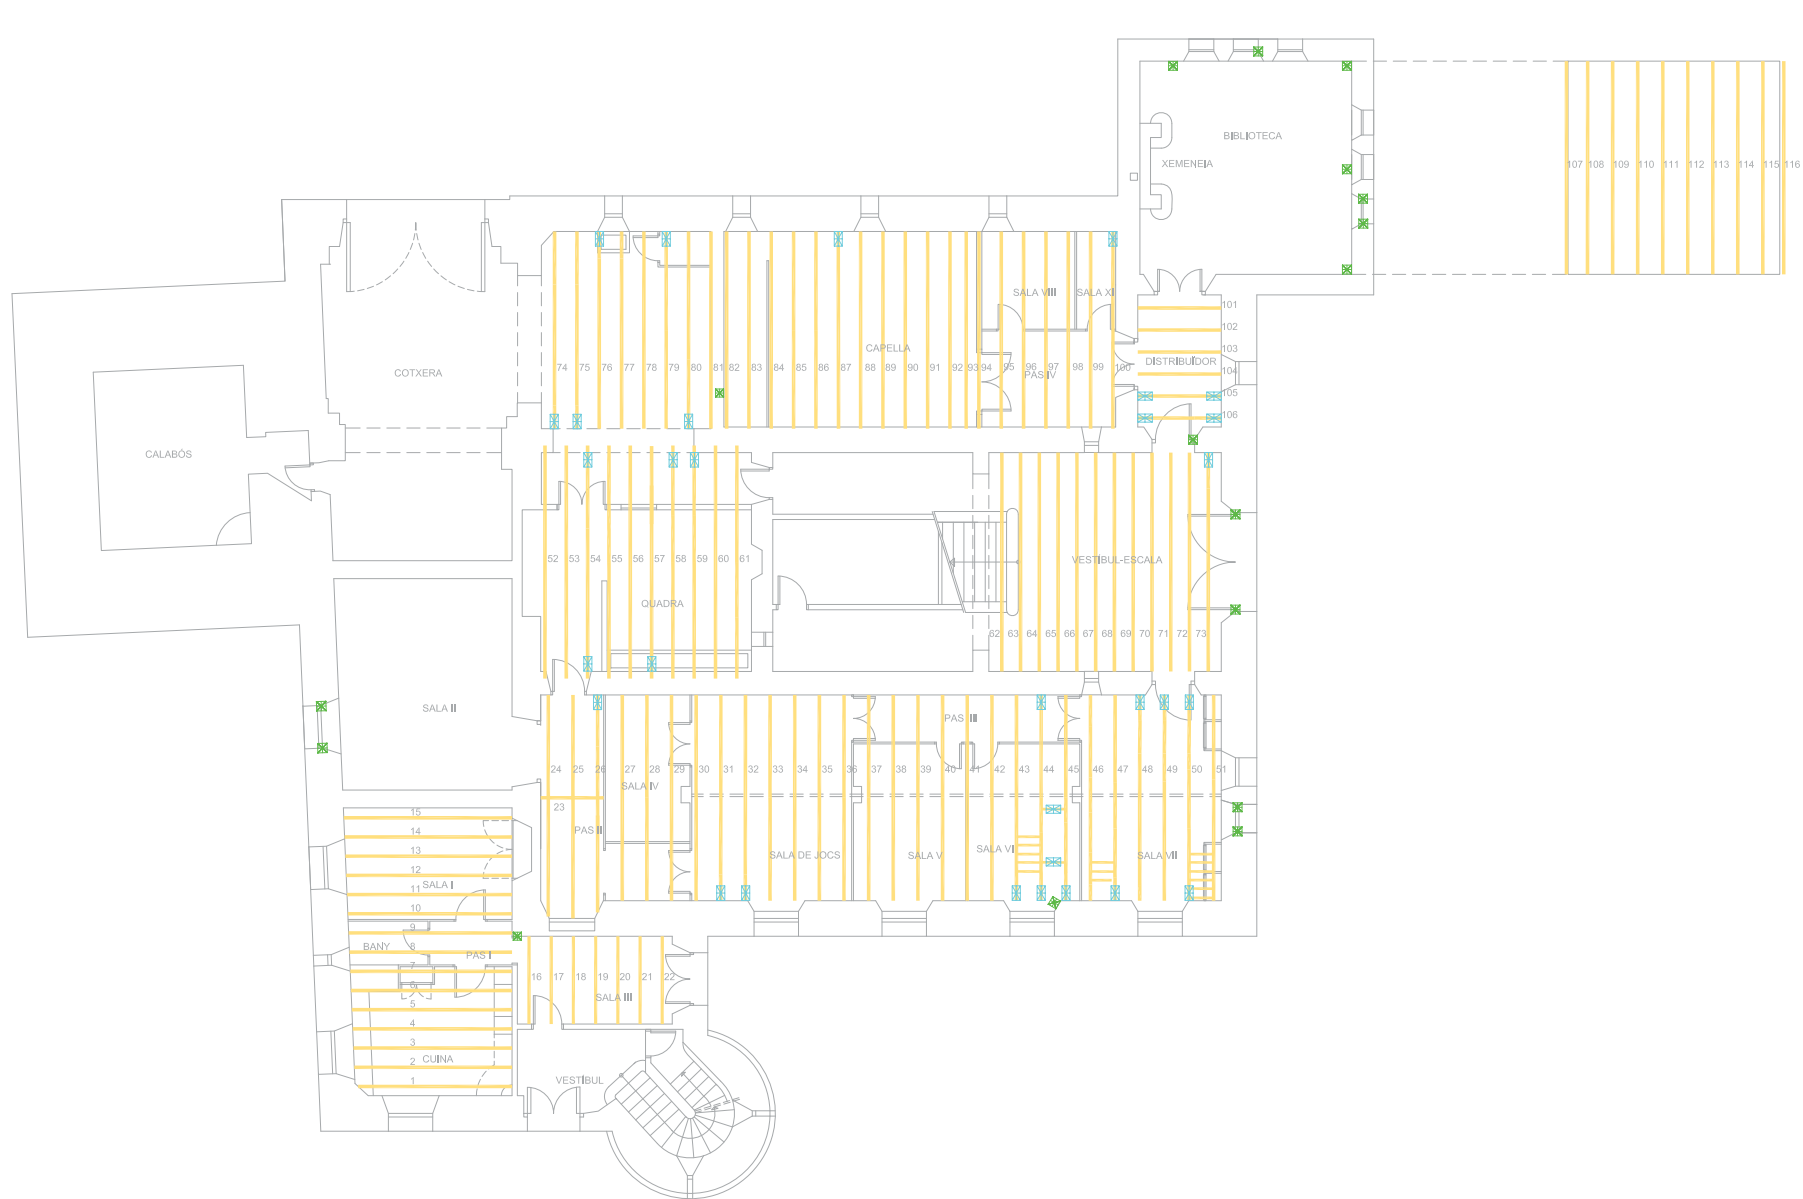 BIBLIOTECA
XEMENEIA
107 108 109 110 111 112 113 114 115 116
SALA VIII
SALA XI
101
102
103
CAPELLA
DISTRIBUÏDOR
COTXERA
74 75 76 77 78 79 80 81 82 83 84 85 86 87 88 89 90 91 92 93 94 95 96 97 98 99 100
PAS IV
104
105
106
CALABÓS
52 53 54 55 56 57 58 59 60 61
VESTÍBUL-ESCALA
QUADRA
62 63 64 65 66 67 68 69 70 71 72 73
SALA II
PAS III
24 25 26 27 28 29 30 31 32 33 34 35 36 37 38 39 40 41 42 43 44 45 46 47 48 49 50 51
SALA IV
23
15
14
PAS II
13
SALA DE JOCS
SALA V
SALA VI
SALA VII
12
SALA I
11
10
9
BANY
8
PAS I
7
16 17 18 19 20 21 22
6
SALA III
5
4
3
CUINA
2
1
VESTÍBUL